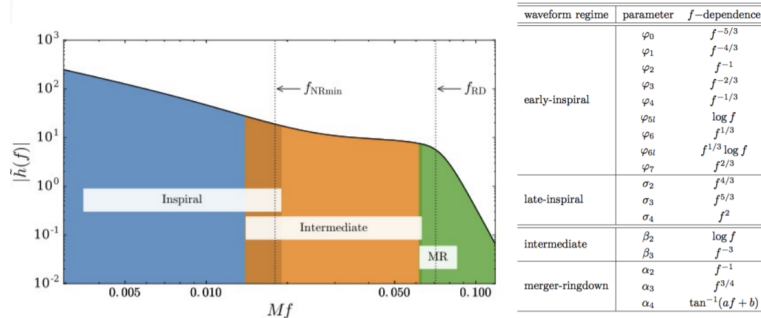 10³
10²
10¹
10⁰
10⁻¹
10⁻²
|h̃(f)|
f_NRmin
f_RD
Inspiral
Intermediate
MR
0.005 0.010 0.050 0.100
Mf
waveform regime parameter f−dependence
φ₀ f^{−5/3}
φ₁ f^{−4/3}
φ₂ f^{−1}
φ₃ f^{−2/3}
early-inspiral φ₄ f^{−1/3}
φ_{5l} log f
φ₆ f^{1/3}
φ_{6l} f^{1/3} log f
φ₇ f^{2/3}
σ₂ f^{4/3}
late-inspiral σ₃ f^{5/3}
σ₄ f²
intermediate β₂ log f
β₃ f^{−3}
α₂ f^{−1}
merger-ringdown α₃ f^{3/4}
α₄ tan^{−1}(af + b)